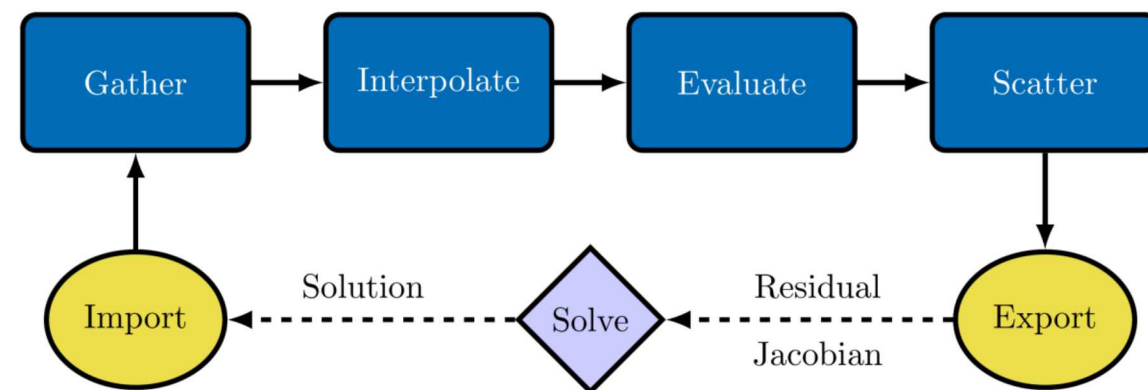 Gather
Interpolate
Evaluate
Scatter
Import
Solution
Solve
Residual
Jacobian
Export